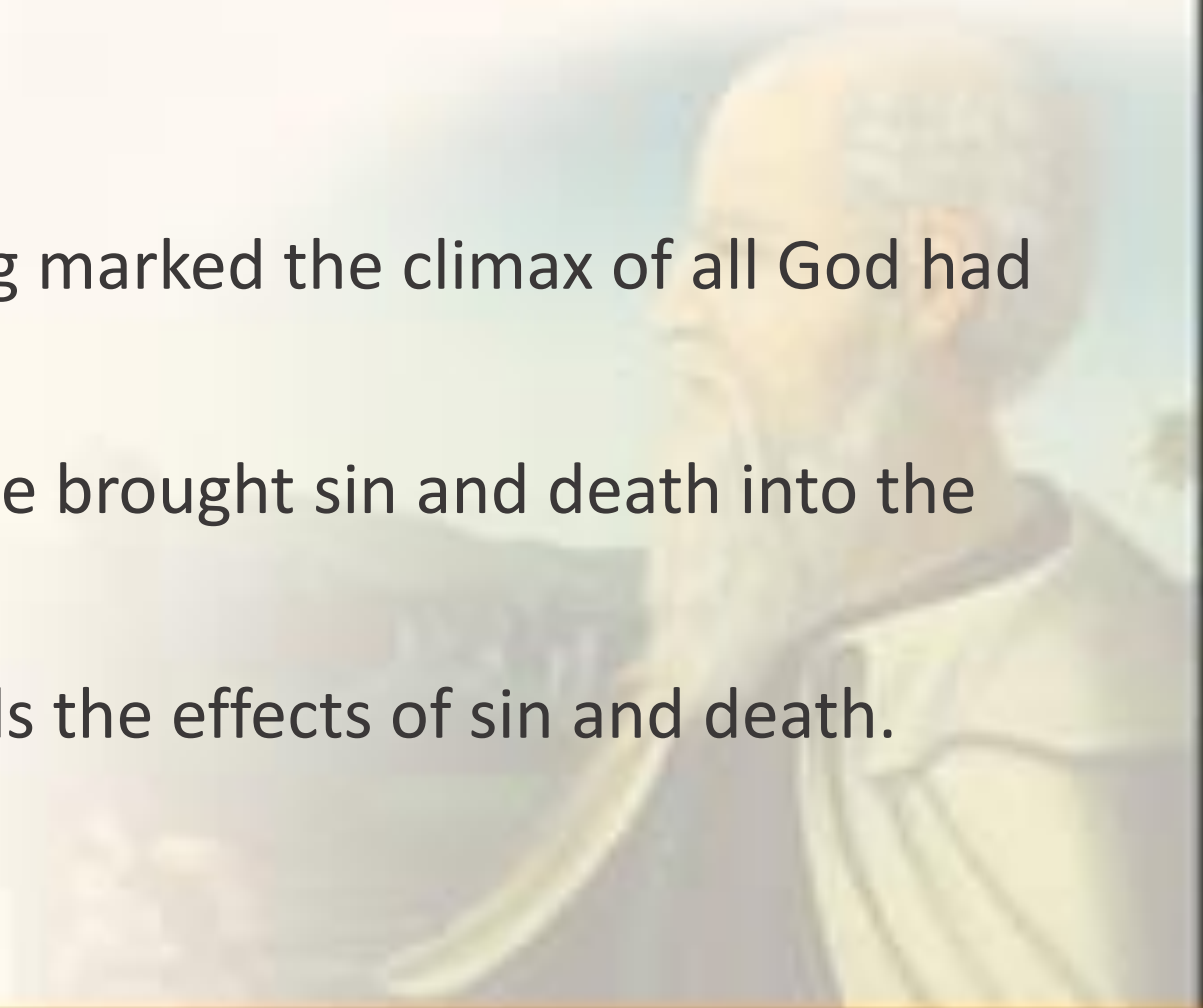 g marked the climax of all God had
e brought sin and death into the
ls the effects of sin and death.